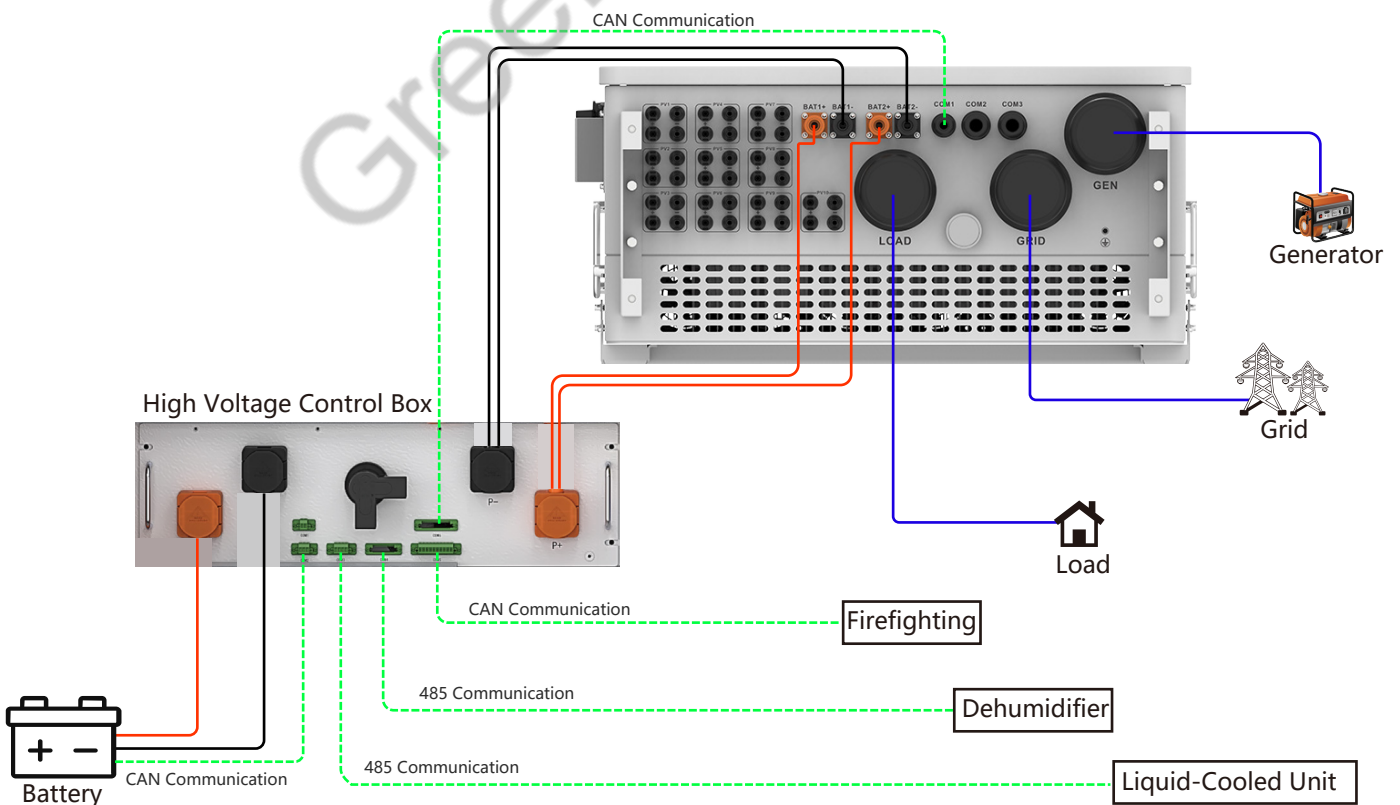 Gree
CAN Communication
PV1
PV4
PV7
BAT1+
BAT1-
BAT2+
BAT2-
COM1
COM2
COM3
PV2
PV5
PV8
GEN
PV3
PV6
PV9
PV10
LOAD
GRID
Generator
High Voltage Control Box
Grid
P-
P+
Load
CAN Communication
Firefighting
485 Communication
Dehumidifier
+ -
CAN Communication
485 Communication
Liquid-Cooled Unit
Battery